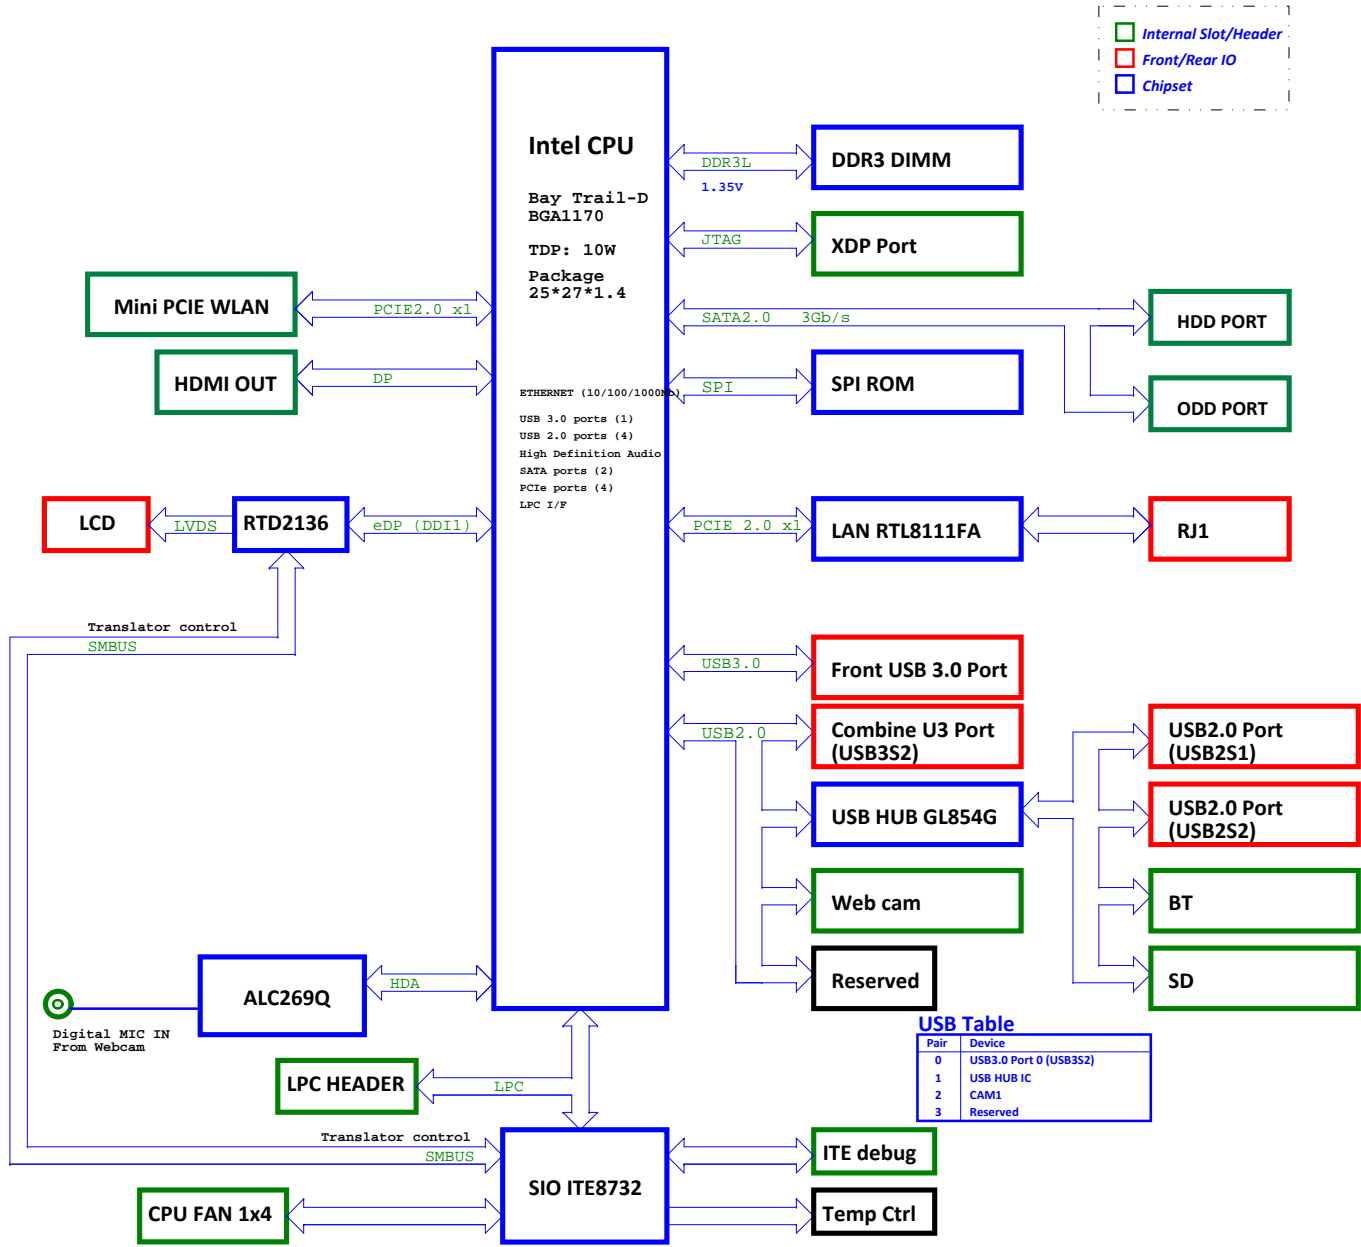 Internal Slot/Header
Front/Rear IO
Chipset
Intel CPU
Bay Trail-D
BGA1170
TDP: 10W
Package
25*27*1.4
ETHERNET (10/100/1000Mb)
USB 3.0 ports (1)
USB 2.0 ports (4)
High Definition Audio
SATA ports (2)
PCIe ports (4)
LPC I/F
DDR3L
1.35V
DDR3 DIMM
JTAG
XDP Port
Mini PCIE WLAN
PCIE2.0 x1
SATA2.0 3Gb/s
HDD PORT
HDMI OUT
DP
SPI
SPI ROM
ODD PORT
LCD
LVDS
RTD2136
eDP (DDI1)
PCIE 2.0 x1
LAN RTL8111FA
RJ1
Translator control
SMBUS
USB3.0
Front USB 3.0 Port
USB2.0
Combine U3 Port
(USB3S2)
USB2.0 Port
(USB2S1)
USB HUB GL854G
USB2.0 Port
(USB2S2)
Web cam
BT
Reserved
SD
ALC269Q
HDA
Digital MIC IN
From Webcam
USB Table
Pair Device
0 USB3.0 Port 0 (USB3S2)
1 USB HUB IC
2 CAM1
3 Reserved
LPC HEADER
LPC
Translator control
SMBUS
SIO ITE8732
ITE debug
CPU FAN 1x4
Temp Ctrl